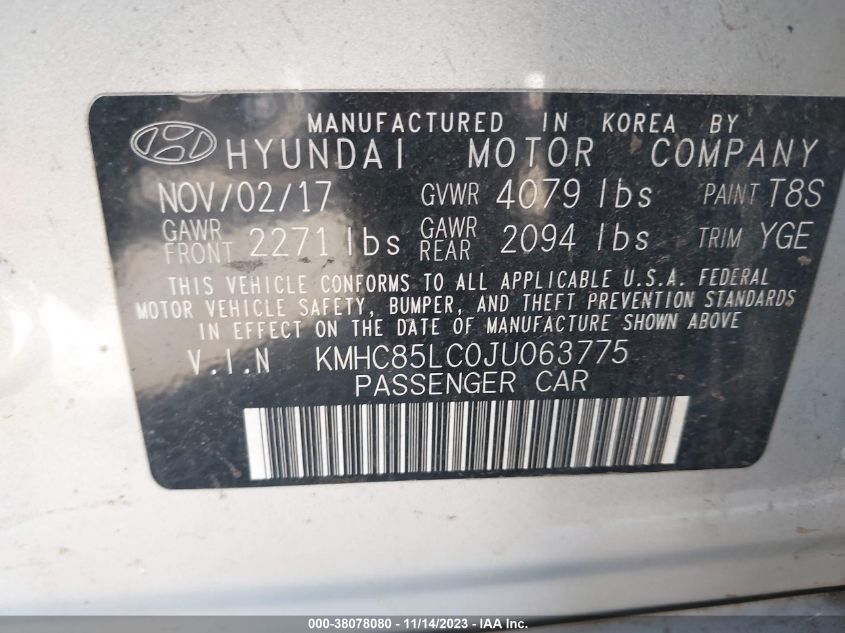 MANUFACTURED IN KOREA BY
HYUNDAI MOTOR COMPANY
NOV/02/17 GVWR 4079 lbs PAINT T8S
GAWR FRONT 2271 lbs GAWR REAR 2094 lbs TRIM YGE
THIS VEHICLE CONFORMS TO ALL APPLICABLE U.S.A. FEDERAL
MOTOR VEHICLE SAFETY, BUMPER, AND THEFT PREVENTION STANDARDS
IN EFFECT ON THE DATE OF MANUFACTURE SHOWN ABOVE
V.I.N KMHC85LC0JU063775
PASSENGER CAR
000-38078080 - 11/14/2023 - IAA Inc.